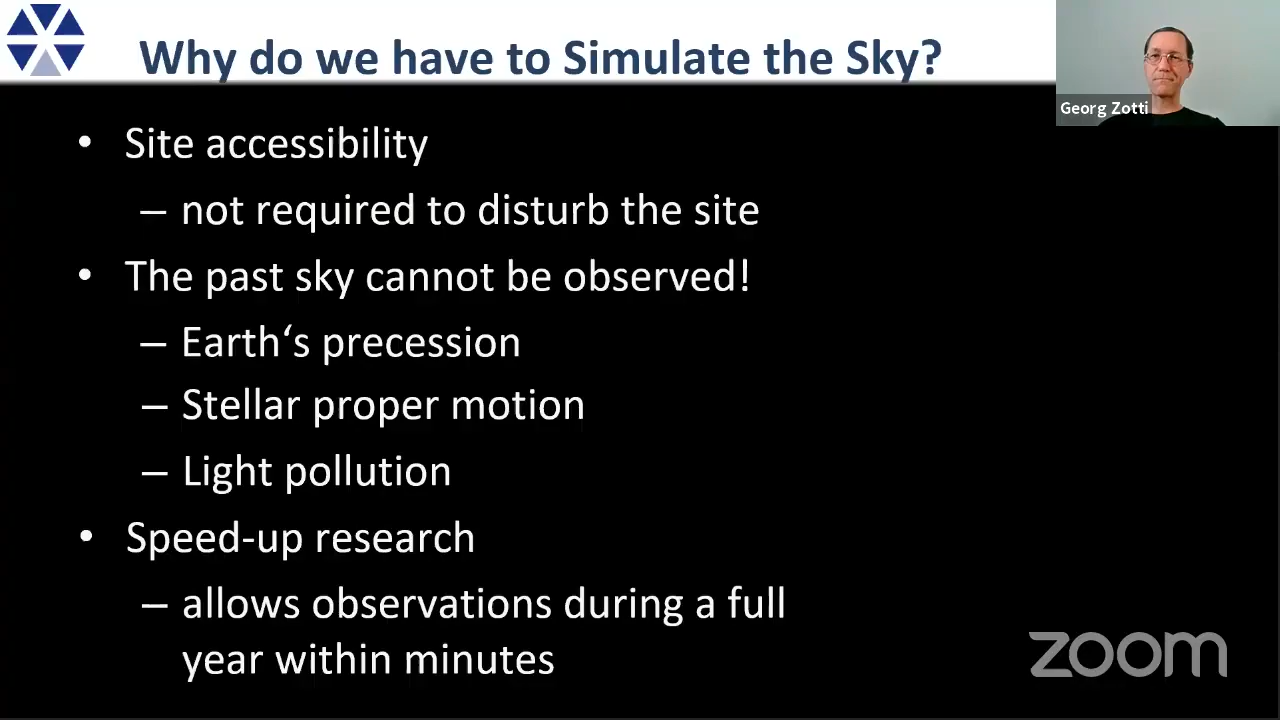 Why do we have to Simulate the Sky?
Georg Zotti
• Site accessibility
– not required to disturb the site
• The past sky cannot be observed!
– Earth‘s precession
– Stellar proper motion
– Light pollution
• Speed-up research
– allows observations during a full
year within minutes
zoom